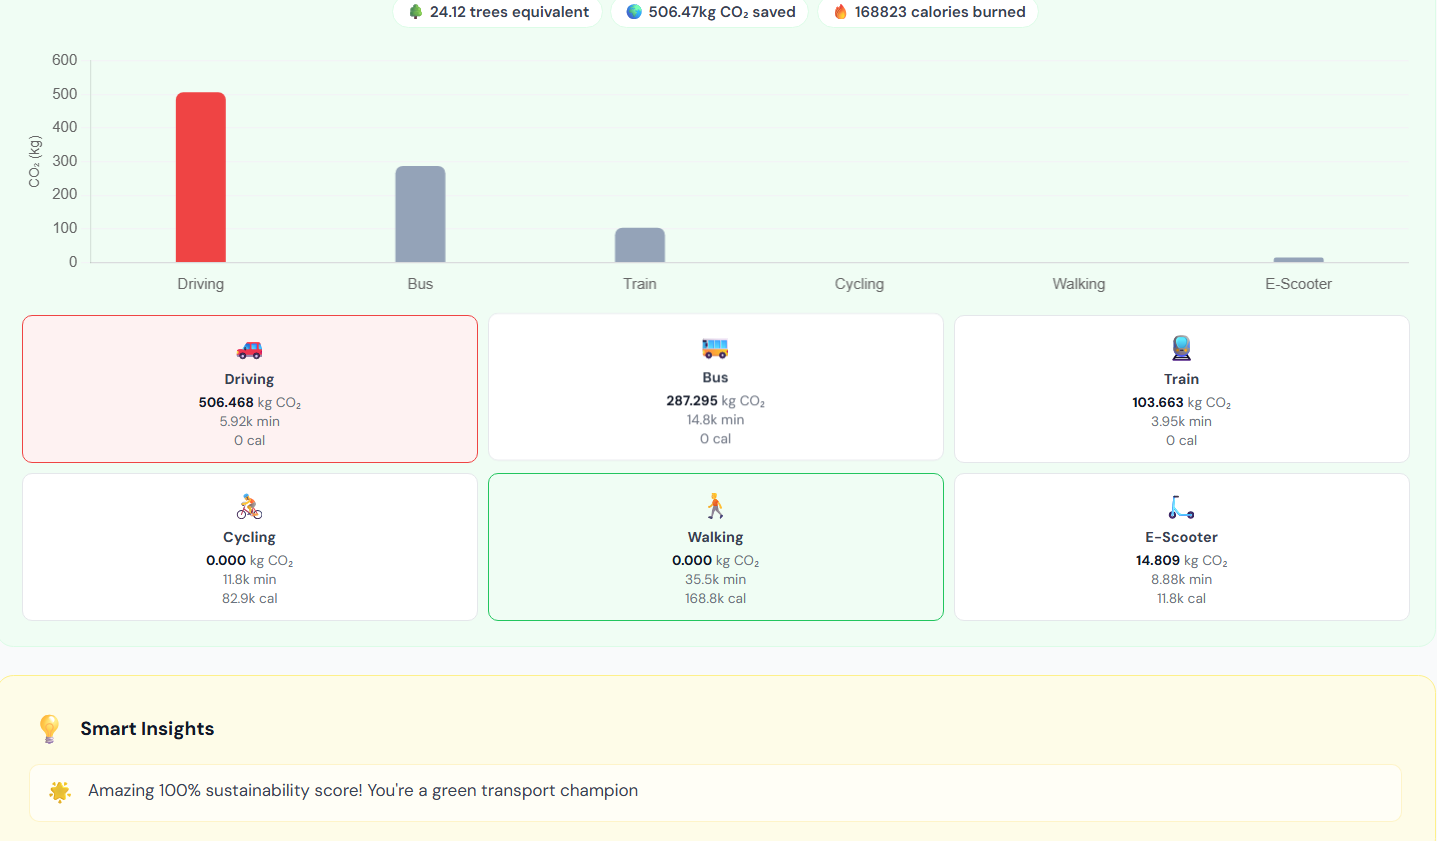 24.12 trees equivalent
506.47kg CO₂ saved
168823 calories burned
CO₂ (kg)
600
500
400
300
200
100
0
Driving
Bus
Train
Cycling
Walking
E-Scooter
Driving
506.468 kg CO₂
5.92k min
0 cal
Bus
287.295 kg CO₂
14.8k min
0 cal
Train
103.663 kg CO₂
3.95k min
0 cal
Cycling
0.000 kg CO₂
11.8k min
82.9k cal
Walking
0.000 kg CO₂
35.5k min
168.8k cal
E-Scooter
14.809 kg CO₂
8.88k min
11.8k cal
Smart Insights
Amazing 100% sustainability score! You're a green transport champion